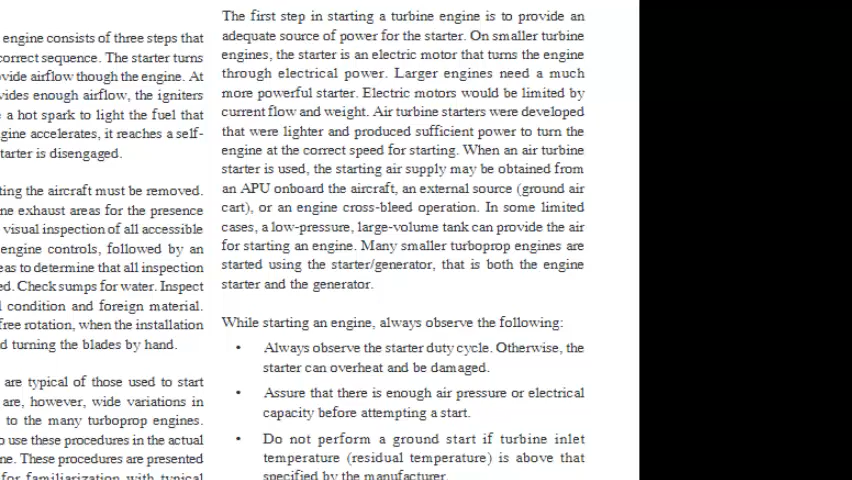 engine consists of three steps that
correct sequence. The starter turns
airflow though the engine. At
enough airflow, the igniters
a hot spark to light the fuel that
accelerates, it reaches a self-
is disengaged.
the aircraft must be removed.
exhaust areas for the presence
visual inspection of all accessible
engine controls, followed by an
to determine that all inspection
Check sumps for water. Inspect
condition and foreign material.
free rotation, when the installation
turning the blades by hand.
are typical of those used to start
are, however, wide variations in
to the many turboprop engines.
use these procedures in the actual
These procedures are presented
for familiarization with typical
The first step in starting a turbine engine is to provide an
adequate source of power for the starter. On smaller turbine
engines, the starter is an electric motor that turns the engine
through electrical power. Larger engines need a much
more powerful starter. Electric motors would be limited by
current flow and weight. Air turbine starters were developed
that were lighter and produced sufficient power to turn the
engine at the correct speed for starting. When an air turbine
starter is used, the starting air supply may be obtained from
an APU onboard the aircraft, an external source (ground air
cart), or an engine cross-bleed operation. In some limited
cases, a low-pressure, large-volume tank can provide the air
for starting an engine. Many smaller turboprop engines are
started using the starter/generator, that is both the engine
starter and the generator.
While starting an engine, always observe the following:
• Always observe the starter duty cycle. Otherwise, the
starter can overheat and be damaged.
• Assure that there is enough air pressure or electrical
capacity before attempting a start.
• Do not perform a ground start if turbine inlet
temperature (residual temperature) is above that
specified by the manufacturer.